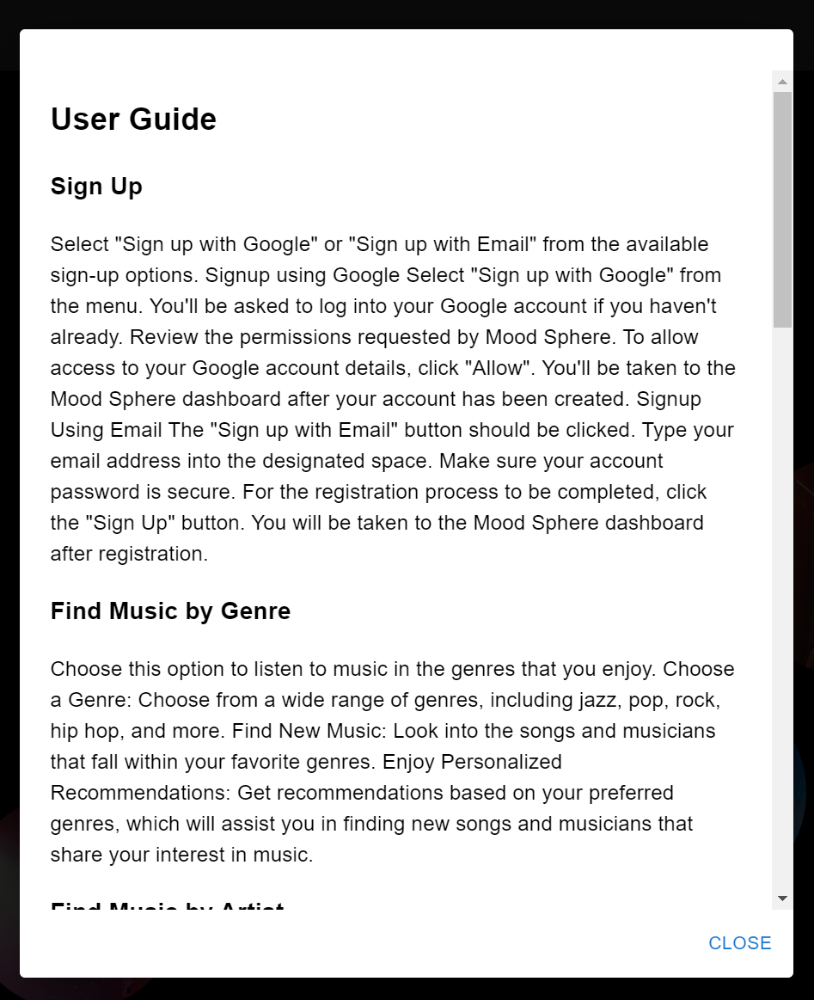 User Guide
Sign Up
Select "Sign up with Google" or "Sign up with Email" from the available
sign-up options. Signup using Google Select "Sign up with Google" from
the menu. You'll be asked to log into your Google account if you haven't
already. Review the permissions requested by Mood Sphere. To allow
access to your Google account details, click "Allow". You'll be taken to the
Mood Sphere dashboard after your account has been created. Signup
Using Email The "Sign up with Email" button should be clicked. Type your
email address into the designated space. Make sure your account
password is secure. For the registration process to be completed, click
the "Sign Up" button. You will be taken to the Mood Sphere dashboard
after registration.
Find Music by Genre
Choose this option to listen to music in the genres that you enjoy. Choose
a Genre: Choose from a wide range of genres, including jazz, pop, rock,
hip hop, and more. Find New Music: Look into the songs and musicians
that fall within your favorite genres. Enjoy Personalized
Recommendations: Get recommendations based on your preferred
genres, which will assist you in finding new songs and musicians that
share your interest in music.
Find Music by Artist
CLOSE